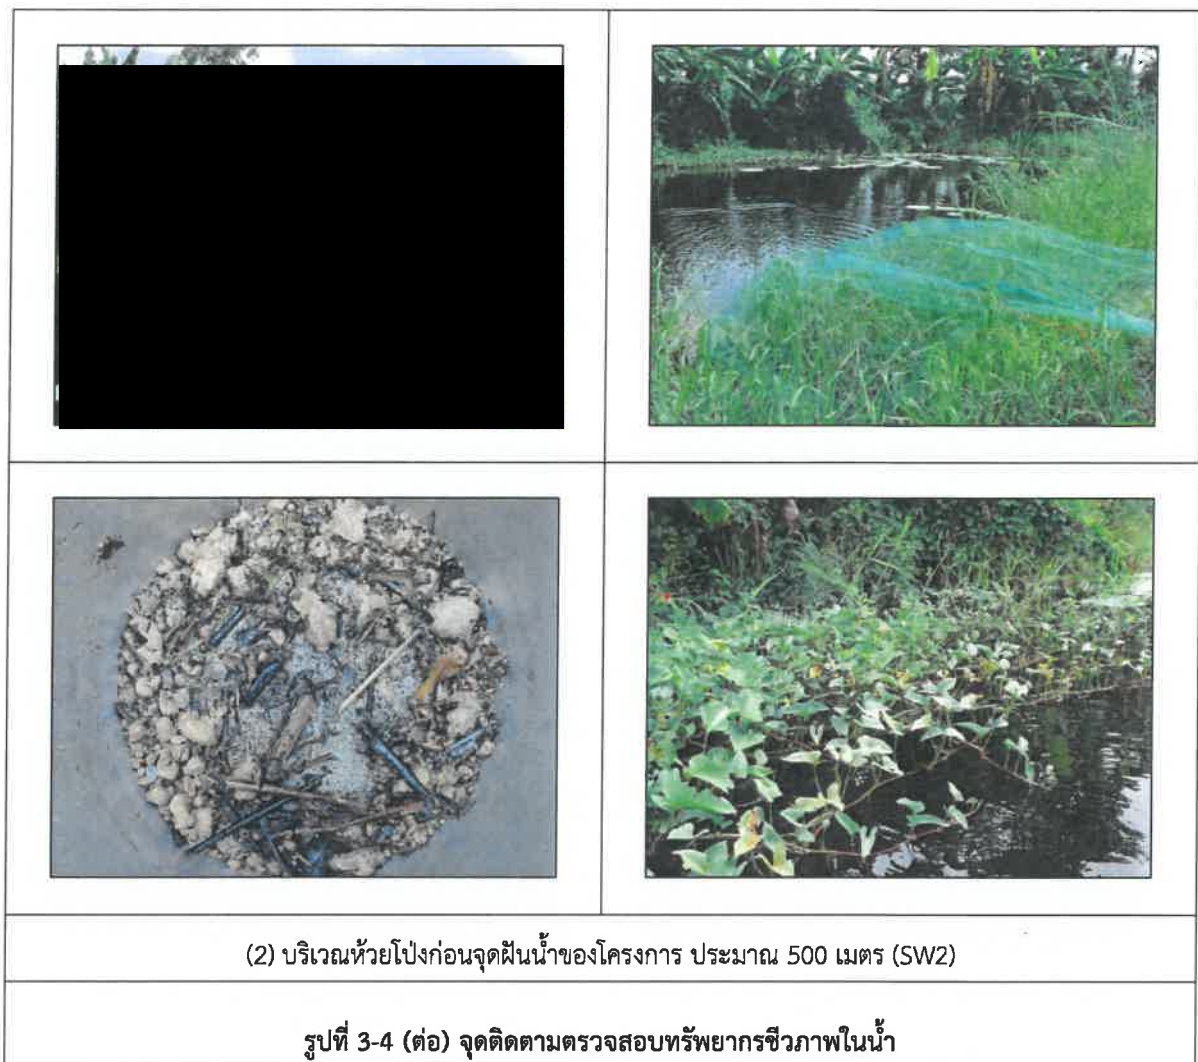 (2) บริเวณห้วยโป่งก่อนจุดฝันน้ำของโครงการ ประมาณ 500 เมตร (SW2)
รูปที่ 3-4 (ต่อ) จุดติดตามตรวจสอบทรัพยากรชีวภาพในน้ำ